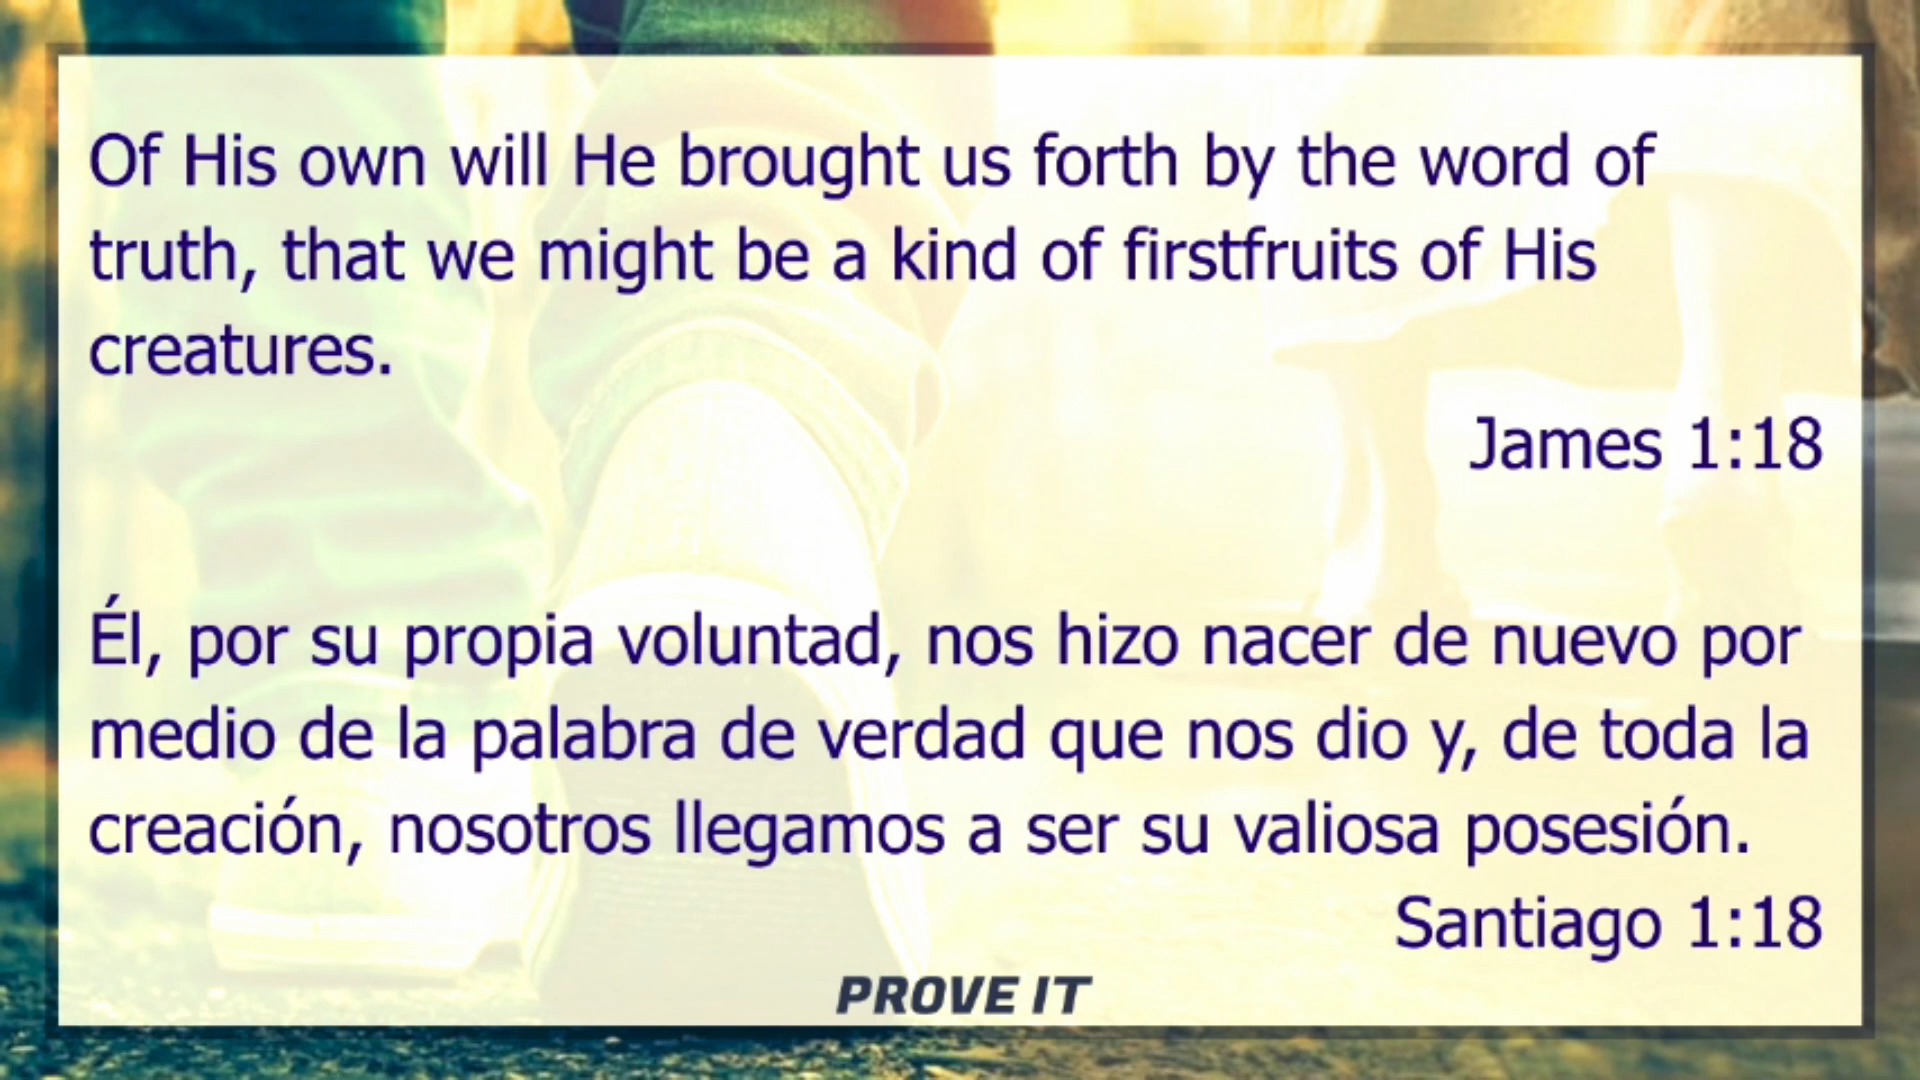 Of His own will He brought us forth by the word of
truth, that we might be a kind of firstfruits of His
creatures.
James 1:18
Él, por su propia voluntad, nos hizo nacer de nuevo por
medio de la palabra de verdad que nos dio y, de toda la
creación, nosotros llegamos a ser su valiosa posesión.
Santiago 1:18
PROVE IT